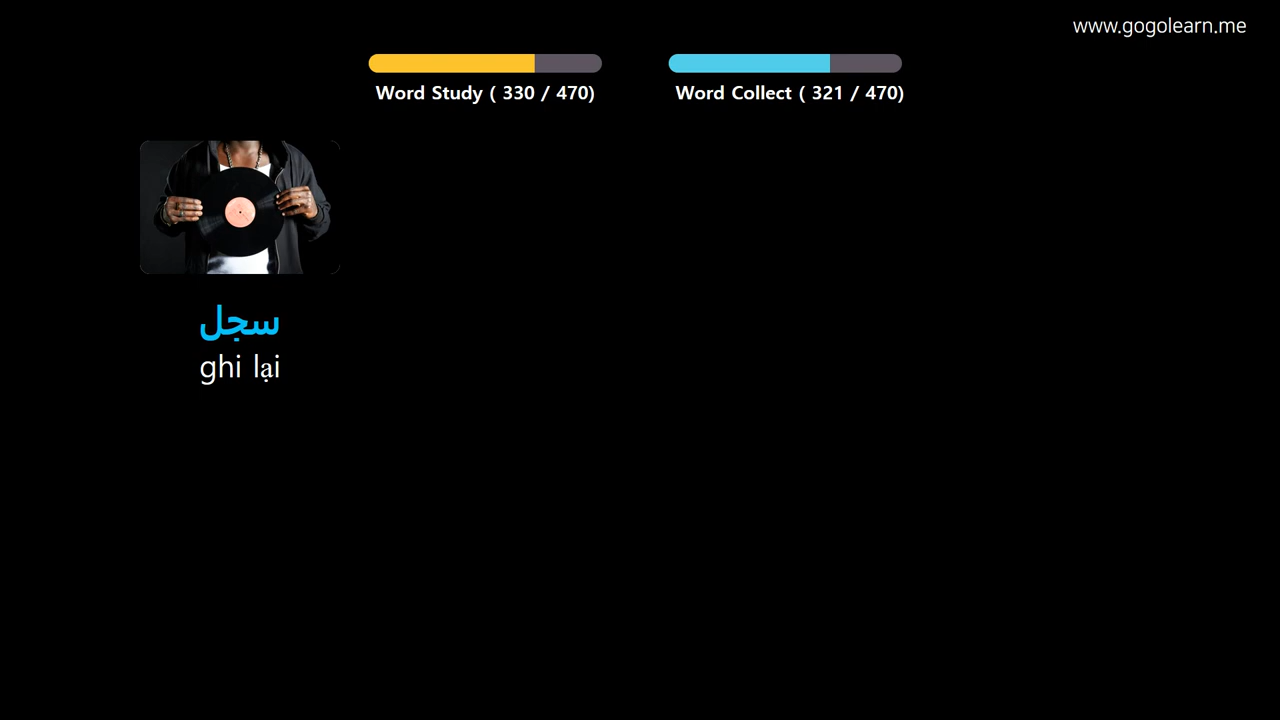 www.gogolearn.me
Word Study ( 330 / 470)
Word Collect ( 321 / 470)
سجل
ghi lại